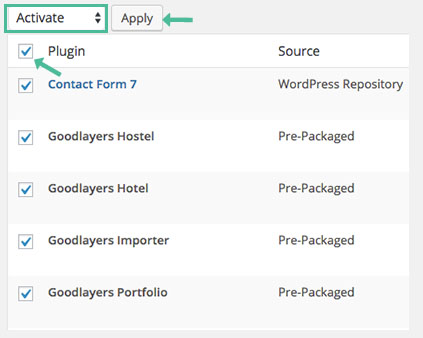 Activate Apply
Plugin Source
Contact Form 7 WordPress Repository
Goodlayers Hostel Pre-Packaged
Goodlayers Hotel Pre-Packaged
Goodlayers Importer Pre-Packaged
Goodlayers Portfolio Pre-Packaged